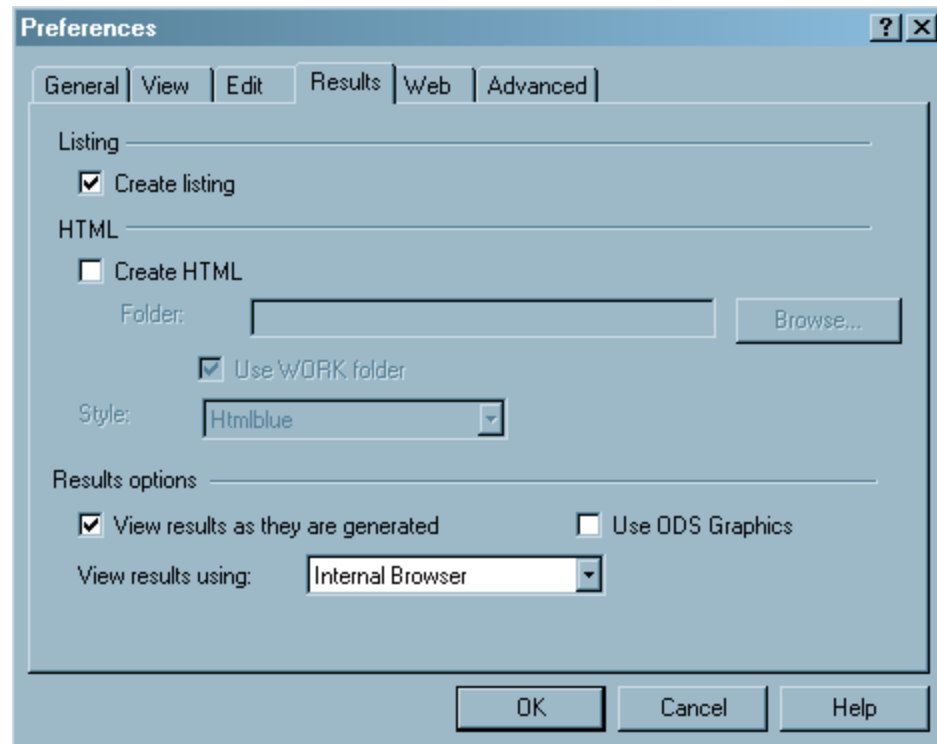 Preferences
General View Edit Results Web Advanced
Listing
Create listing
HTML
Create HTML
Folder: Browse...
Use WORK folder
Style: Htmlblue
Results options
View results as they are generated Use ODS Graphics
View results using: Internal Browser
OK Cancel Help